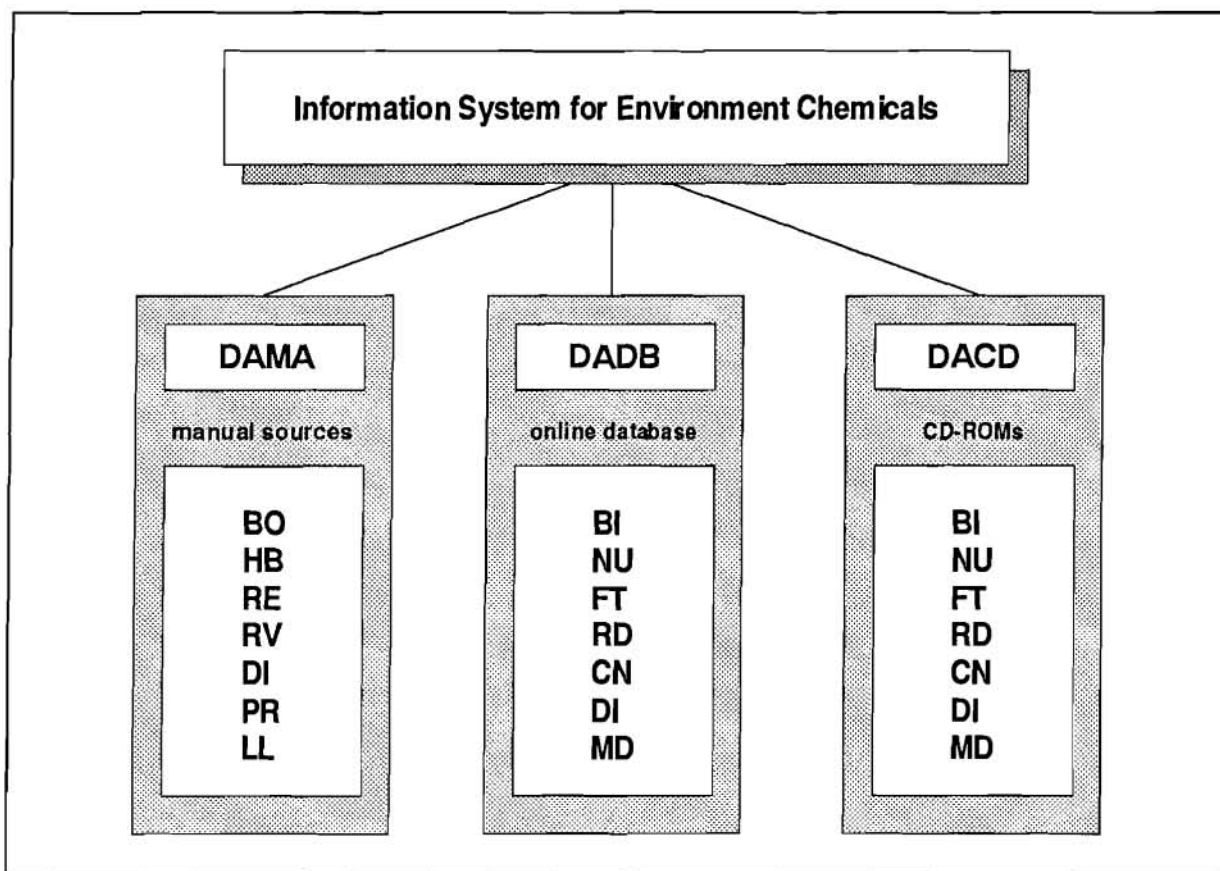 Information System for Environment Chemicals
DAMA
manual sources
BO
HB
RE
RV
DI
PR
LL
DADB
online database
BI
NU
FT
RD
CN
DI
MD
DACD
CD-ROMs
BI
NU
FT
RD
CN
DI
MD